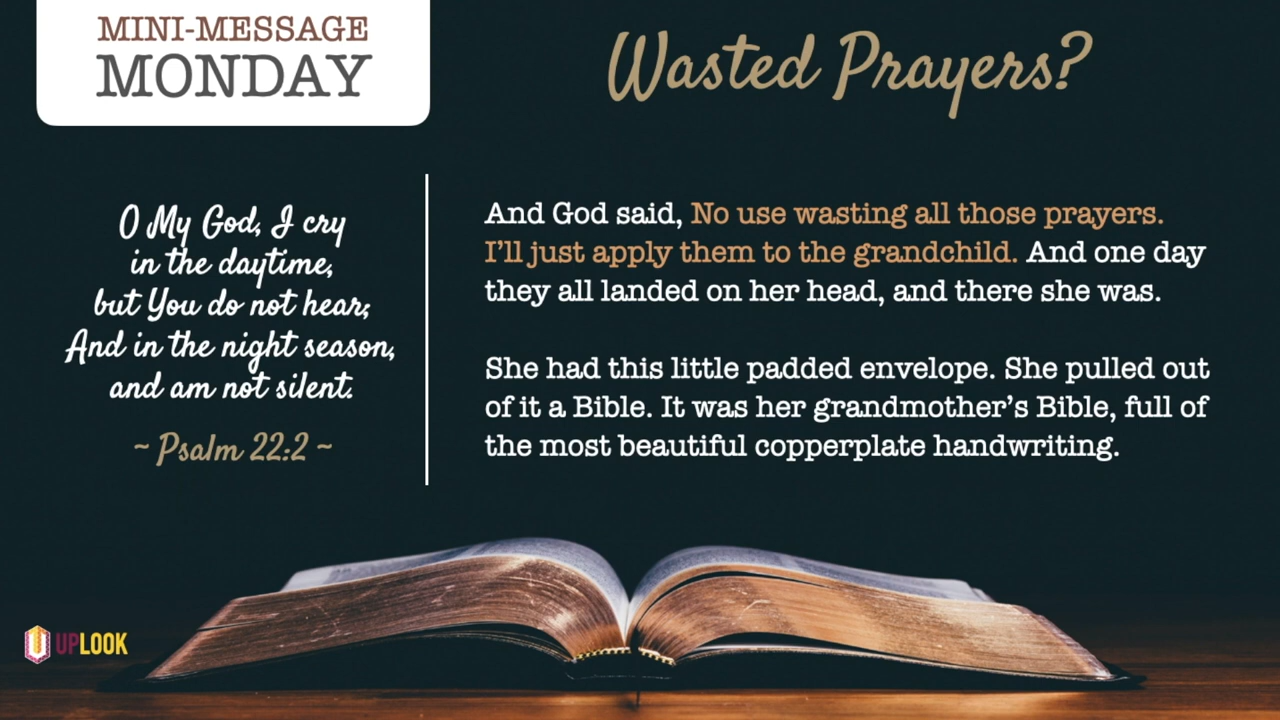 MINI-MESSAGE
MONDAY
Wasted Prayers?
O My God, I cry
in the daytime,
but You do not hear;
And in the night season,
and am not silent.
~ Psalm 22:2 ~
And God said, No use wasting all those prayers.
I’ll just apply them to the grandchild. And one day
they all landed on her head, and there she was.
She had this little padded envelope. She pulled out
of it a Bible. It was her grandmother’s Bible, full of
the most beautiful copperplate handwriting.
UPLOOK